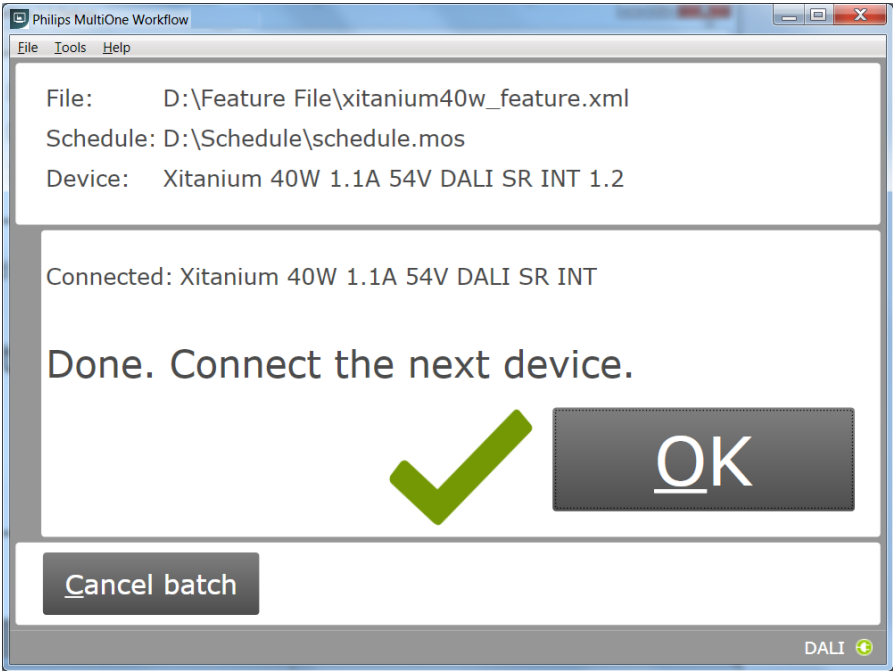 Philips MultiOne Workflow
File Tools Help
File: D:\Feature File\xitanium40w_feature.xml
Schedule: D:\Schedule\schedule.mos
Device: Xitanium 40W 1.1A 54V DALI SR INT 1.2
Connected: Xitanium 40W 1.1A 54V DALI SR INT
Done. Connect the next device.
OK
Cancel batch
DALI